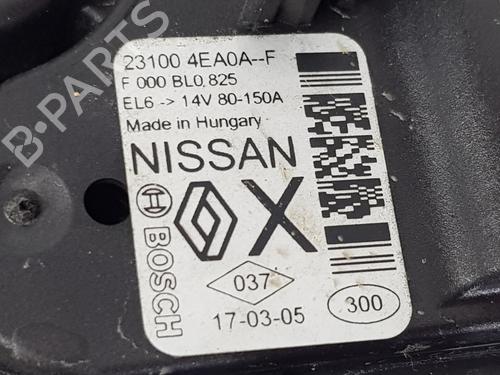 23100 4EA0A--F
F 000 BL0 825
EL6 -> 14V 80-150A
Made in Hungary
NISSAN
BOSCH
X
037
17-03-05
300